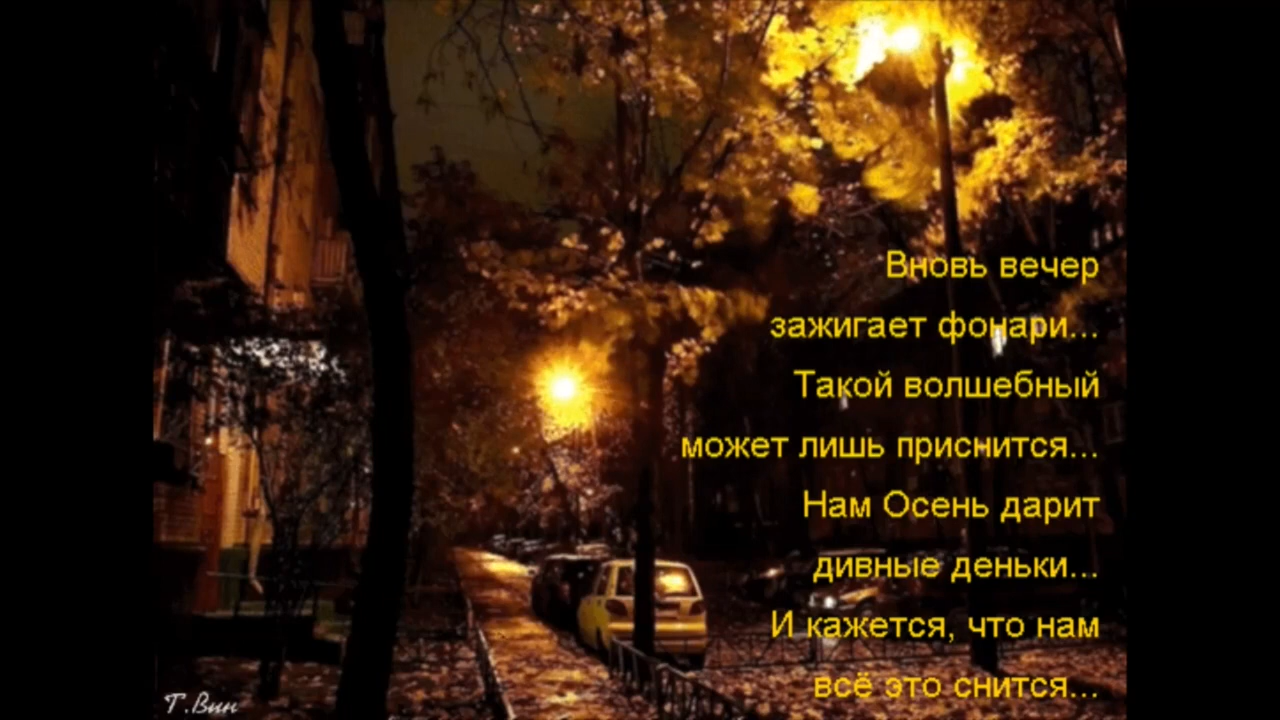 Вновь вечер
зажигает фонари...
Такой волшебный
может лишь приснится...
Нам Осень дарит
дивные деньки...
И кажется, что нам
всё это снится...
Т.Вин